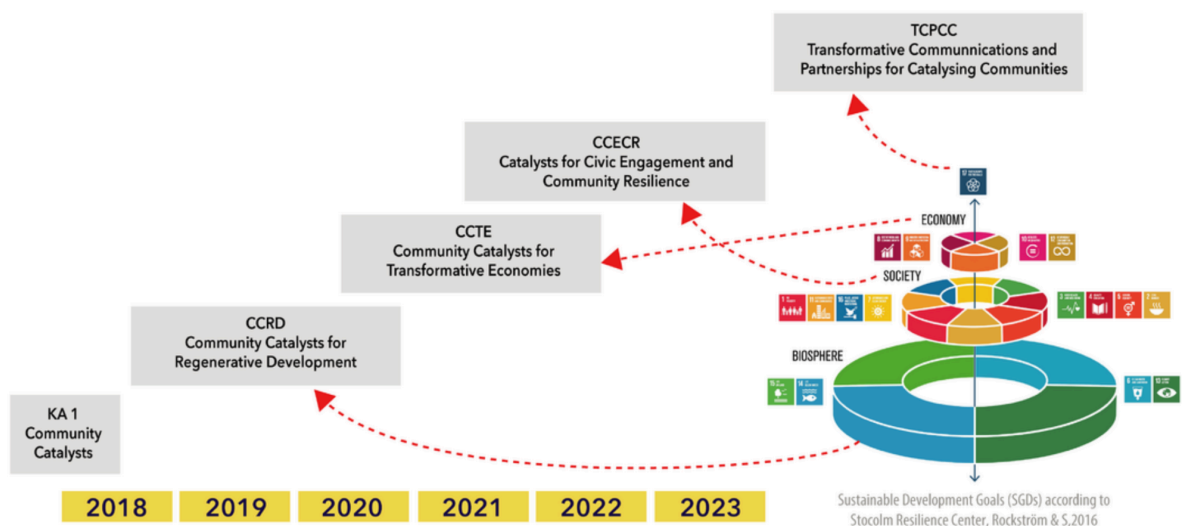 TCPCC
Transformative Communnications and
Partnerships for Catalysing Communities
CCECR
Catalysts for Civic Engagement and
Community Resilience
CCTE
Community Catalysts for
Transformative Economies
CCRD
Community Catalysts for
Regenerative Development
KA 1
Community
Catalysts
ECONOMY
SOCIETY
BIOSPHERE
2018
2019
2020
2021
2022
2023
Sustainable Development Goals (SGDs) according to
Stocolm Resilience Center, Rockström & S.2016